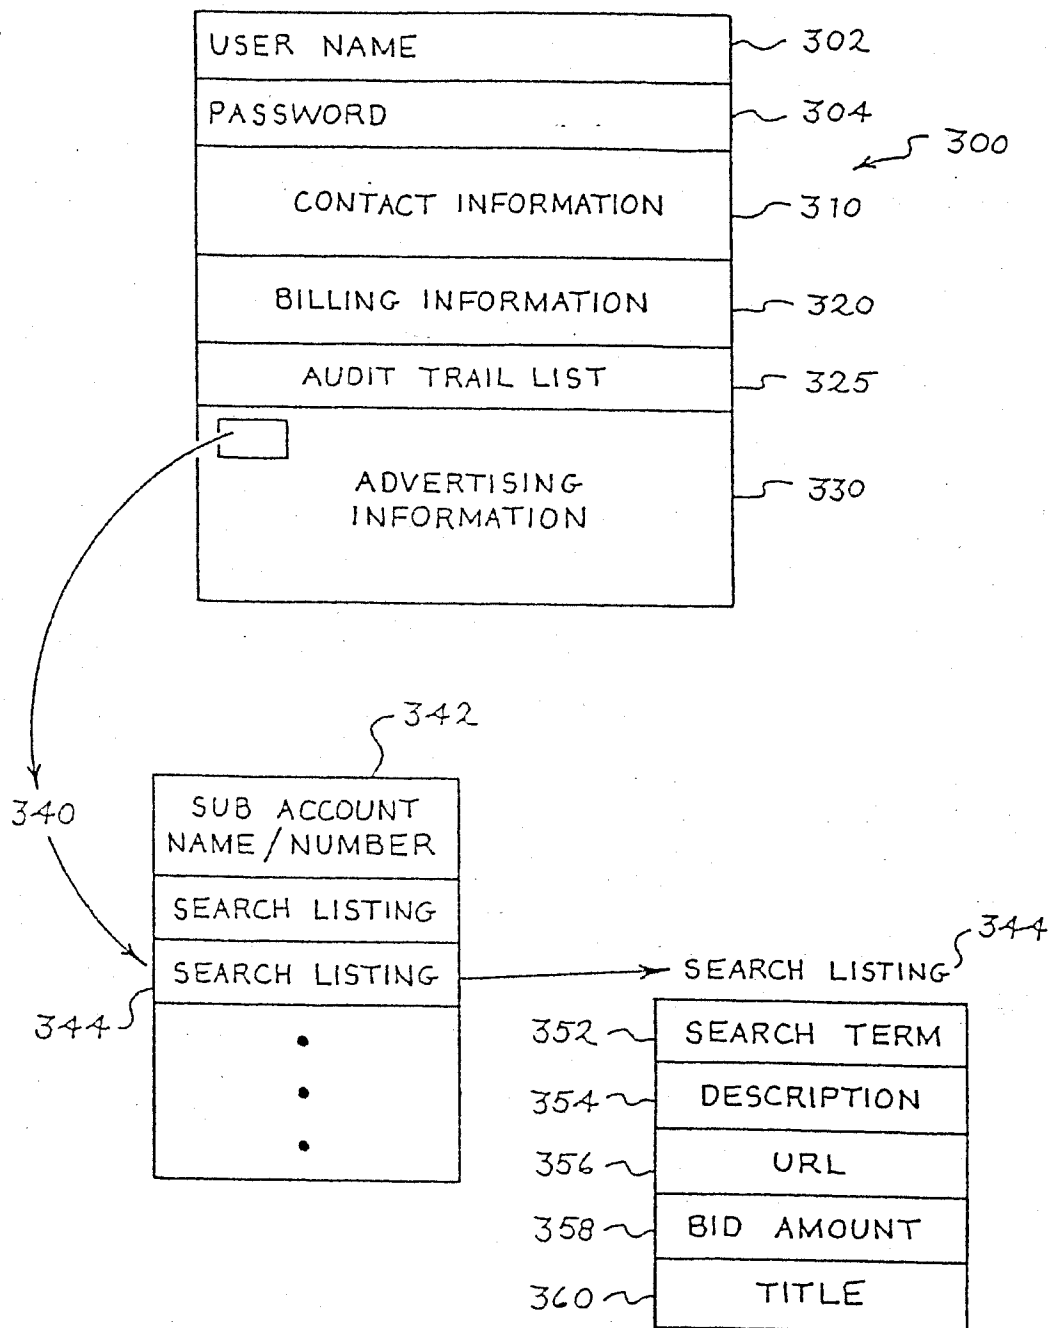 USER NAME 302
PASSWORD 304
300
CONTACT INFORMATION 310
BILLING INFORMATION 320
AUDIT TRAIL LIST 325
ADVERTISING
INFORMATION
330
342
340
SUB ACCOUNT
NAME/NUMBER
SEARCH LISTING
SEARCH LISTING
344
SEARCH LISTING 344
352 SEARCH TERM
354 DESCRIPTION
356 URL
358 BID AMOUNT
360 TITLE